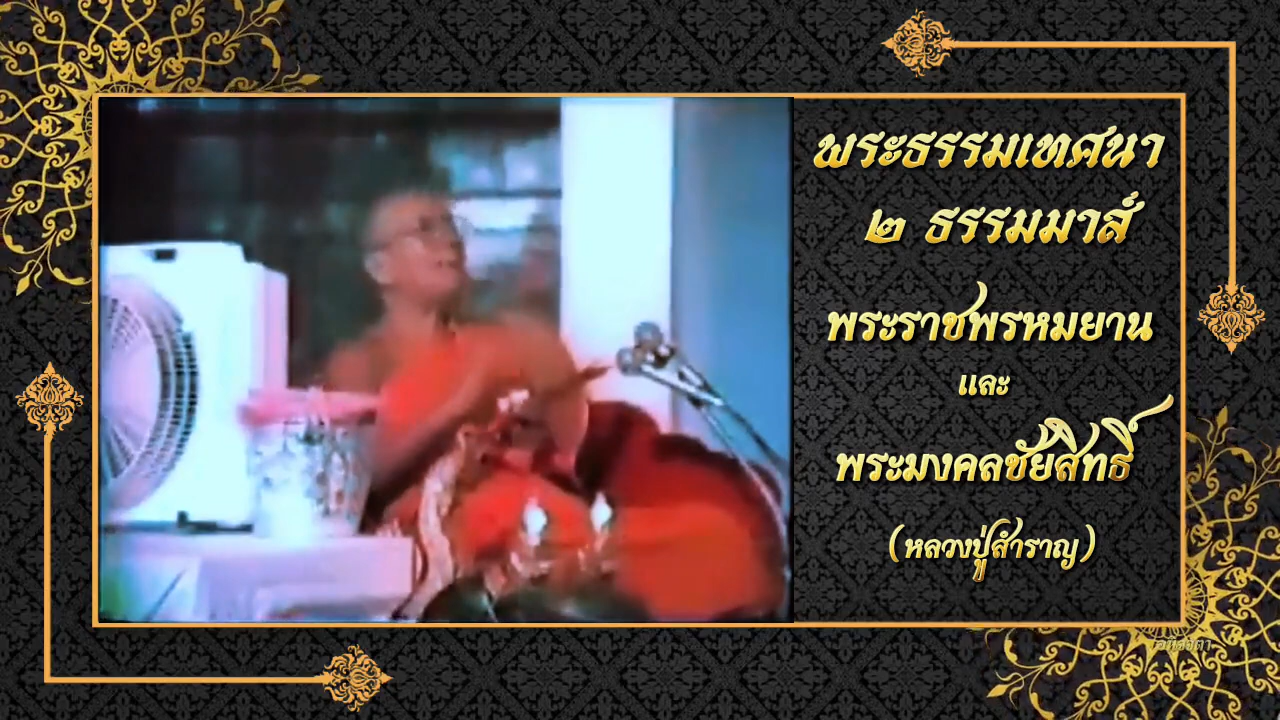 พระธรรมเทศนา
๒ ธรรมมาส์
พระราชพรหมยาน
และ
พระมงคลชัยสิทธิ์
(หลวงปู่สำราญ)